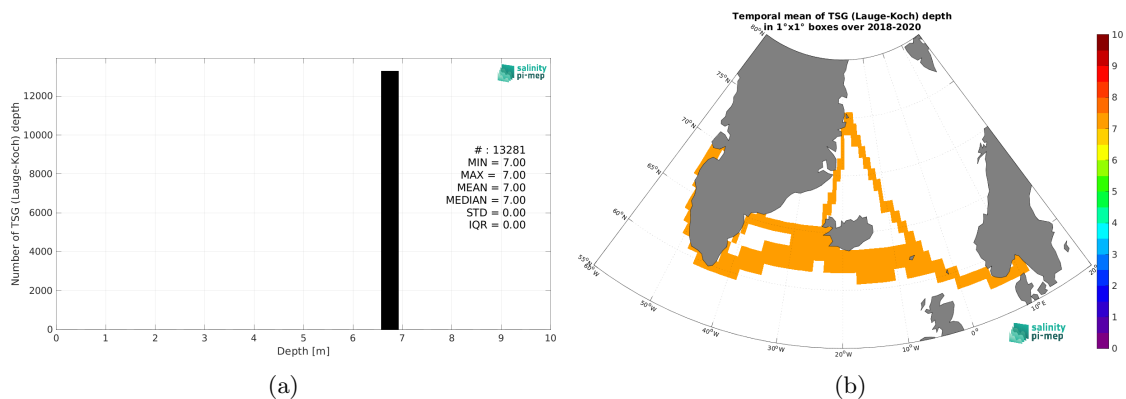 Number of TSG (Lauge-Koch) depth
12000
10000
8000
6000
4000
2000
0
0 1 2 3 4 5 6 7 8 9 10
Depth [m]
salinity
pi-mep
# : 13281
MIN = 7.00
MAX = 7.00
MEAN = 7.00
MEDIAN = 7.00
STD = 0.00
IQR = 0.00
(a)
Temporal mean of TSG (Lauge-Koch) depth
in 1°x1° boxes over 2018-2020
80°N
75°N
70°N
65°N
60°N
55°N
60°W
50°W
40°W
30°W
20°W
10°W
0°
10°E
salinity
pi-mep
10
9
8
7
6
5
4
3
2
1
0
(b)